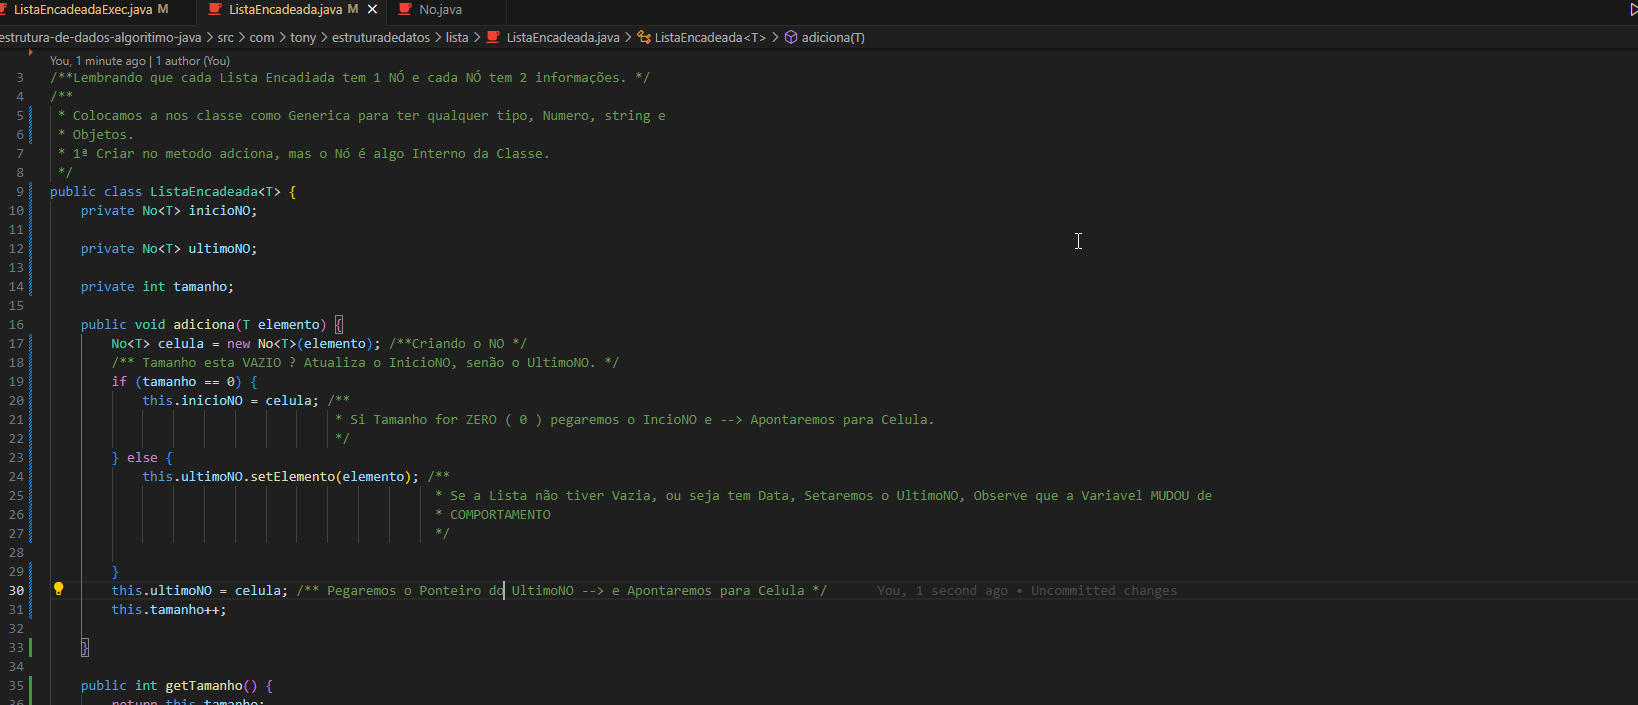 ListaEncadeadaExec.java M
ListaEncadeada.java M
No.java
estrutura-de-dados-algoritimo-java > src > com > tony > estruturadedatos > lista > ListaEncadeada.java > ListaEncadeada<T> > adiciona(T)
You, 1 minute ago | 1 author (You)
3 /**Lembrando que cada Lista Encadiada tem 1 NÓ e cada NÓ tem 2 informações. */
4 /**
5 * Colocamos a nos classe como Generica para ter qualquer tipo, Numero, string e
6 * Objetos.
7 * 1ª Criar no metodo adciona, mas o Nó é algo Interno da Classe.
8 */
9 public class ListaEncadeada<T> {
10 private No<T> inicioNO;
11
12 private No<T> ultimoNO;
13
14 private int tamanho;
15
16 public void adiciona(T elemento) {
17 No<T> celula = new No<T>(elemento); /**Criando o NO */
18 /** Tamanho esta VAZIO ? Atualiza o InicioNO, senão o UltimoNO. */
19 if (tamanho == 0) {
20 this.inicioNO = celula; /**
21 * Si Tamanho for ZERO ( 0 ) pegaremos o IncioNO e --> Apontaremos para Celula.
22 */
23 } else {
24 this.ultimoNO.setElemento(elemento); /**
25 * Se a Lista não tiver Vazia, ou seja tem Data, Setaremos o UltimoNO, Observe que a Variavel MUDOU de
26 * COMPORTAMENTO
27 */
28
29 }
30 this.ultimoNO = celula; /** Pegaremos o Ponteiro do UltimoNO --> e Apontaremos para Celula */ You, 1 second ago • Uncommitted changes
31 this.tamanho++;
32
33 }
34
35 public int getTamanho() {
36 return this.tamanho;